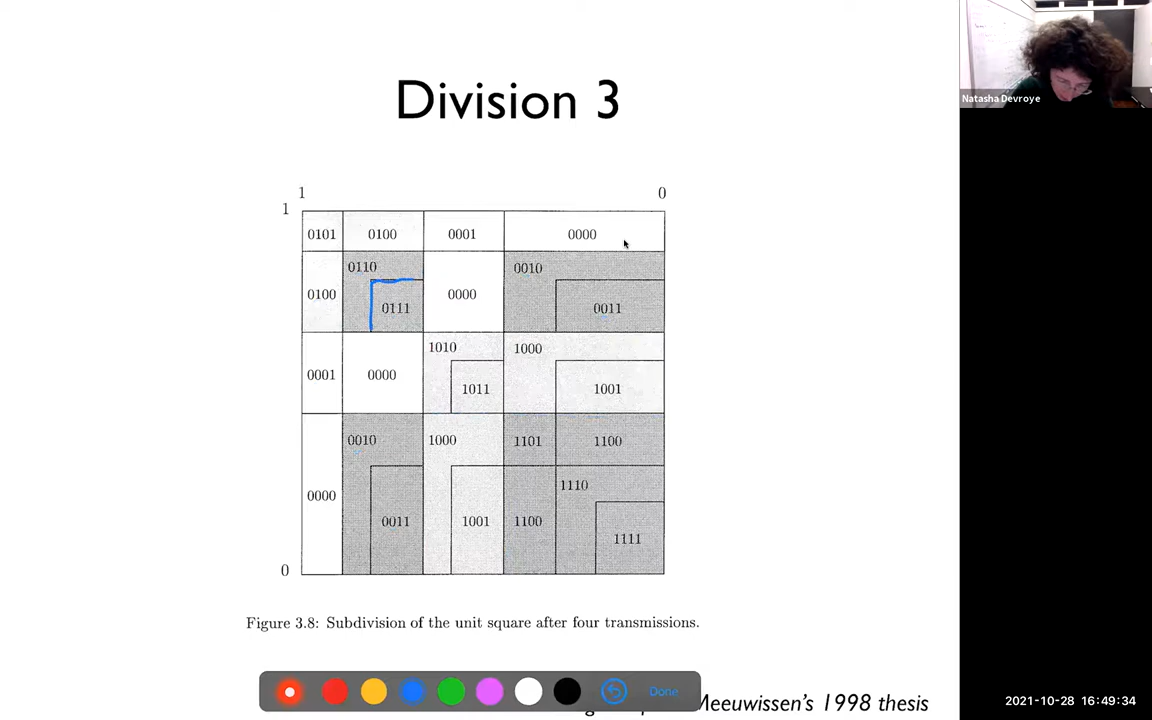 Natasha Devroye
Division 3
1 0
1
0101 0100 0001 0000
0110 0010
0100 0111 0000 0011
1010 1000
0001 0000 1011 1001
0010 1000 1101 1100
1110
0000 0011 1001 1100 1111
0
Figure 3.8: Subdivision of the unit square after four transmissions.
Done
Meeuwissen's 1998 thesis
2021-10-28 16:49:34